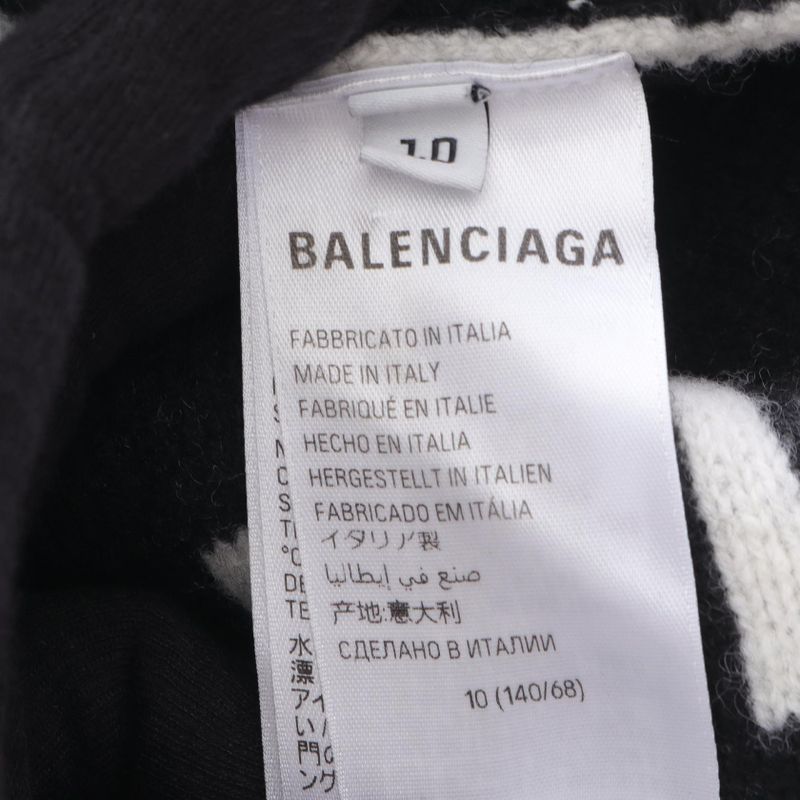 10
BALENCIAGA
FABBRICATO IN ITALIA
MADE IN ITALY
FABRIQUÉ EN ITALIE
HECHO EN ITALIA
HERGESTELLT IN ITALIEN
FABRICADO EM ITÁLIA
イタリア製
صنع في إيطاليا
产地:意大利
СДЕЛАНО В ИТАЛИИ
10 (140/68)